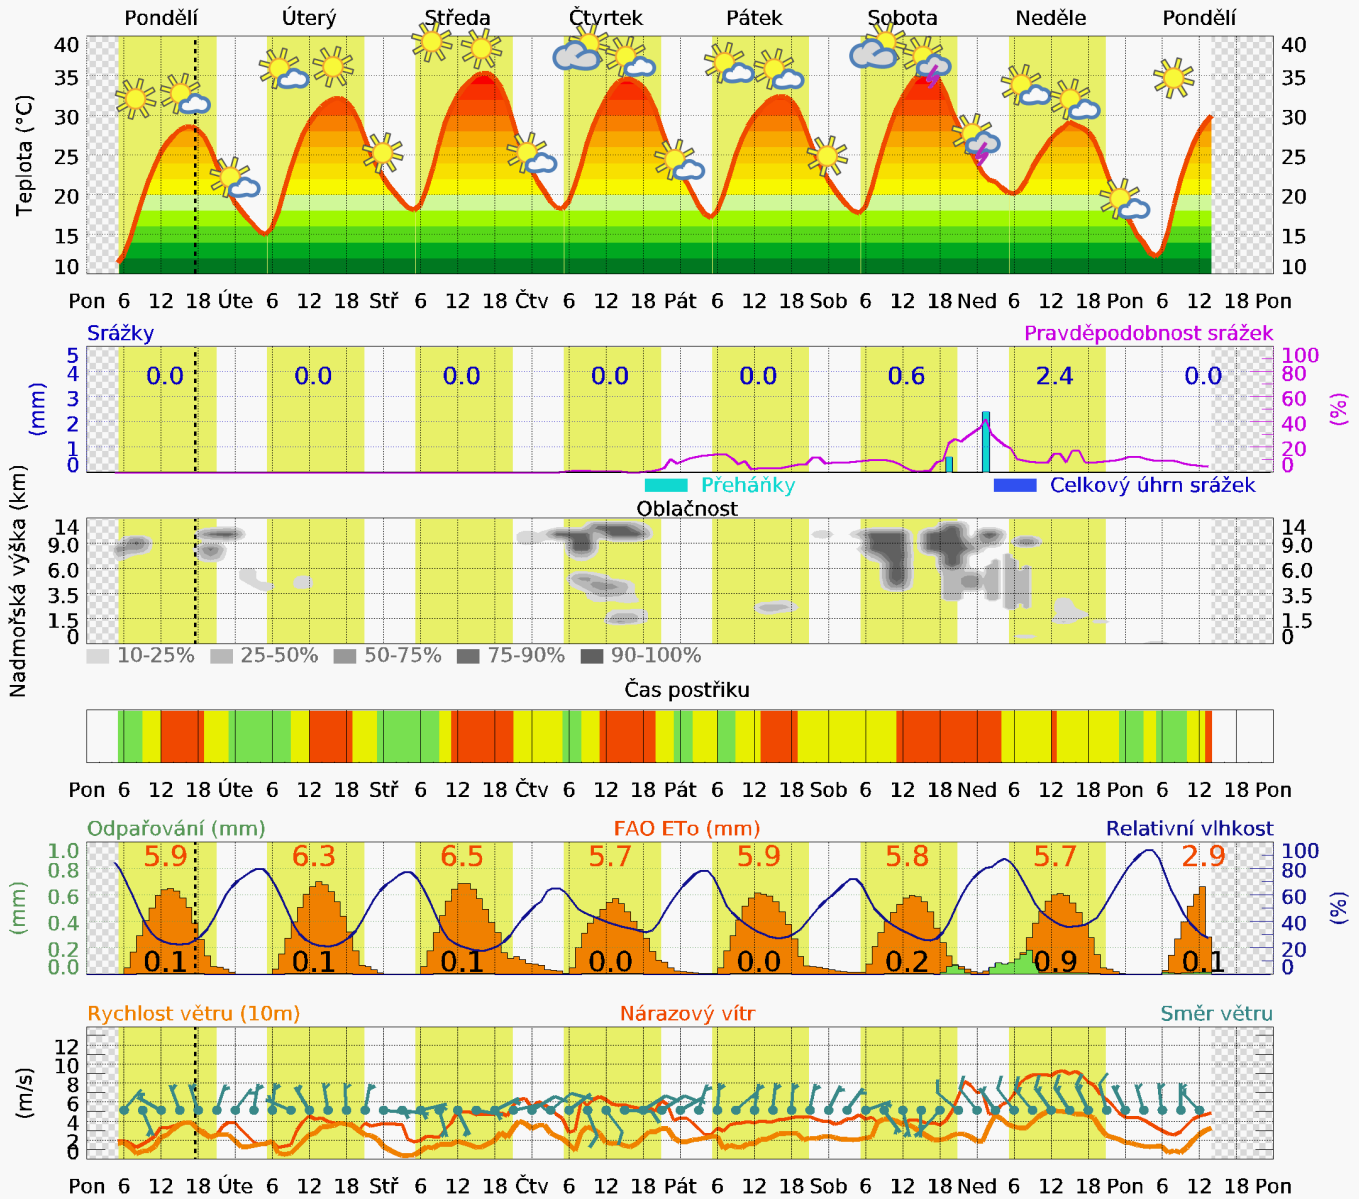 Pondělí Úterý Středa Čtvrtek Pátek Sobota Neděle Pondělí
Teplota (°C)
40 40
35 35
30 30
25 25
20 20
15 15
10 10
Pon 6 12 18 Úte 6 12 18 Stř 6 12 18 Čtv 6 12 18 Pát 6 12 18 Sob 6 12 18 Ned 6 12 18 Pon 6 12 18 Pon
Srážky Pravděpodobnost srážek
(mm)
(%)
5 100
4 0.0 0.0 0.0 0.0 0.0 0.6 2.4 0.0 80
3 60
2 40
1 20
0 0
Přeháňky Celkový úhrn srážek
Oblačnost
Nadmořská výška (km)
14 14
9.0 9.0
6.0 6.0
3.5 3.5
1.5 1.5
0 0
10-25% 25-50% 50-75% 75-90% 90-100%
Čas postřiku
Pon 6 12 18 Úte 6 12 18 Stř 6 12 18 Čtv 6 12 18 Pát 6 12 18 Sob 6 12 18 Ned 6 12 18 Pon 6 12 18 Pon
Odpařování (mm) FAO ETo (mm) Relativní vlhkost
(mm)
(%)
1.0 5.9 6.3 6.5 5.7 5.9 5.8 5.7 2.9 100
0.8 80
0.6 60
0.4 40
0.2 20
0.0 0.1 0.1 0.1 0.0 0.0 0.2 0.9 0.1 0
Rychlost větru (10m) Nárazový vítr Směr větru
(m/s)
12
10
8
6
4
2
0
Pon 6 12 18 Úte 6 12 18 Stř 6 12 18 Čtv 6 12 18 Pát 6 12 18 Sob 6 12 18 Ned 6 12 18 Pon 6 12 18 Pon